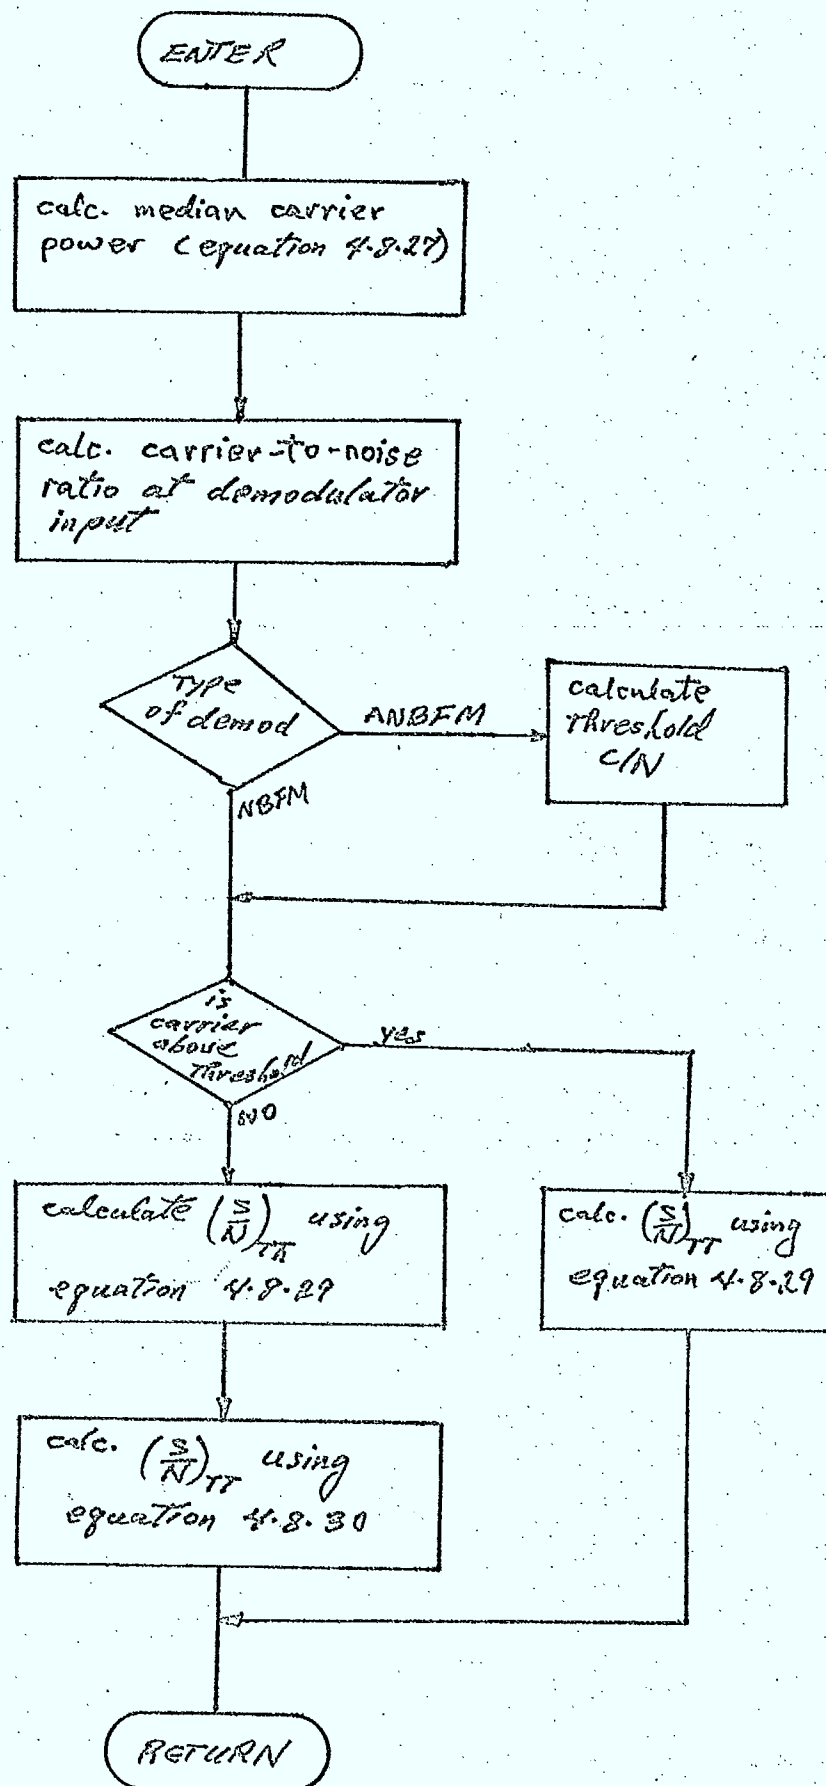 ENTER
calc. median carrier
power (equation 4.8.27)
calc. carrier-to-noise
ratio at demodulator
input
Type
of demod
ANBFM
calculate
Threshold
C/N
NBFM
is
carrier
above
Threshold
yes
NO
calculate (S/N) using
equation 4.8.29
calc. (S/N)TT using
equation 4.8.29
calc. (S/N)TT using
equation 4.8.30
RETURN